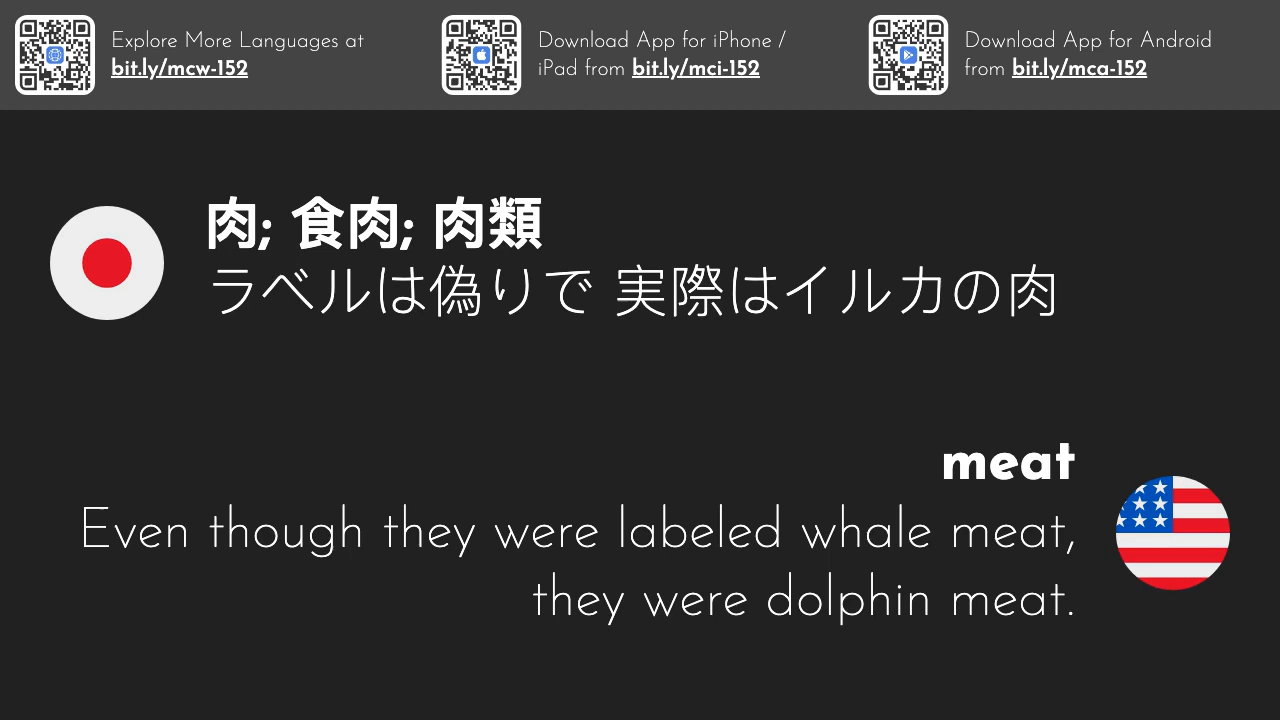 Explore More Languages at
bit.ly/mcw-152
Download App for iPhone /
iPad from bit.ly/mci-152
Download App for Android
from bit.ly/mca-152
肉; 食肉; 肉類
ラベルは偽りで 実際はイルカの肉
meat
Even though they were labeled whale meat,
they were dolphin meat.